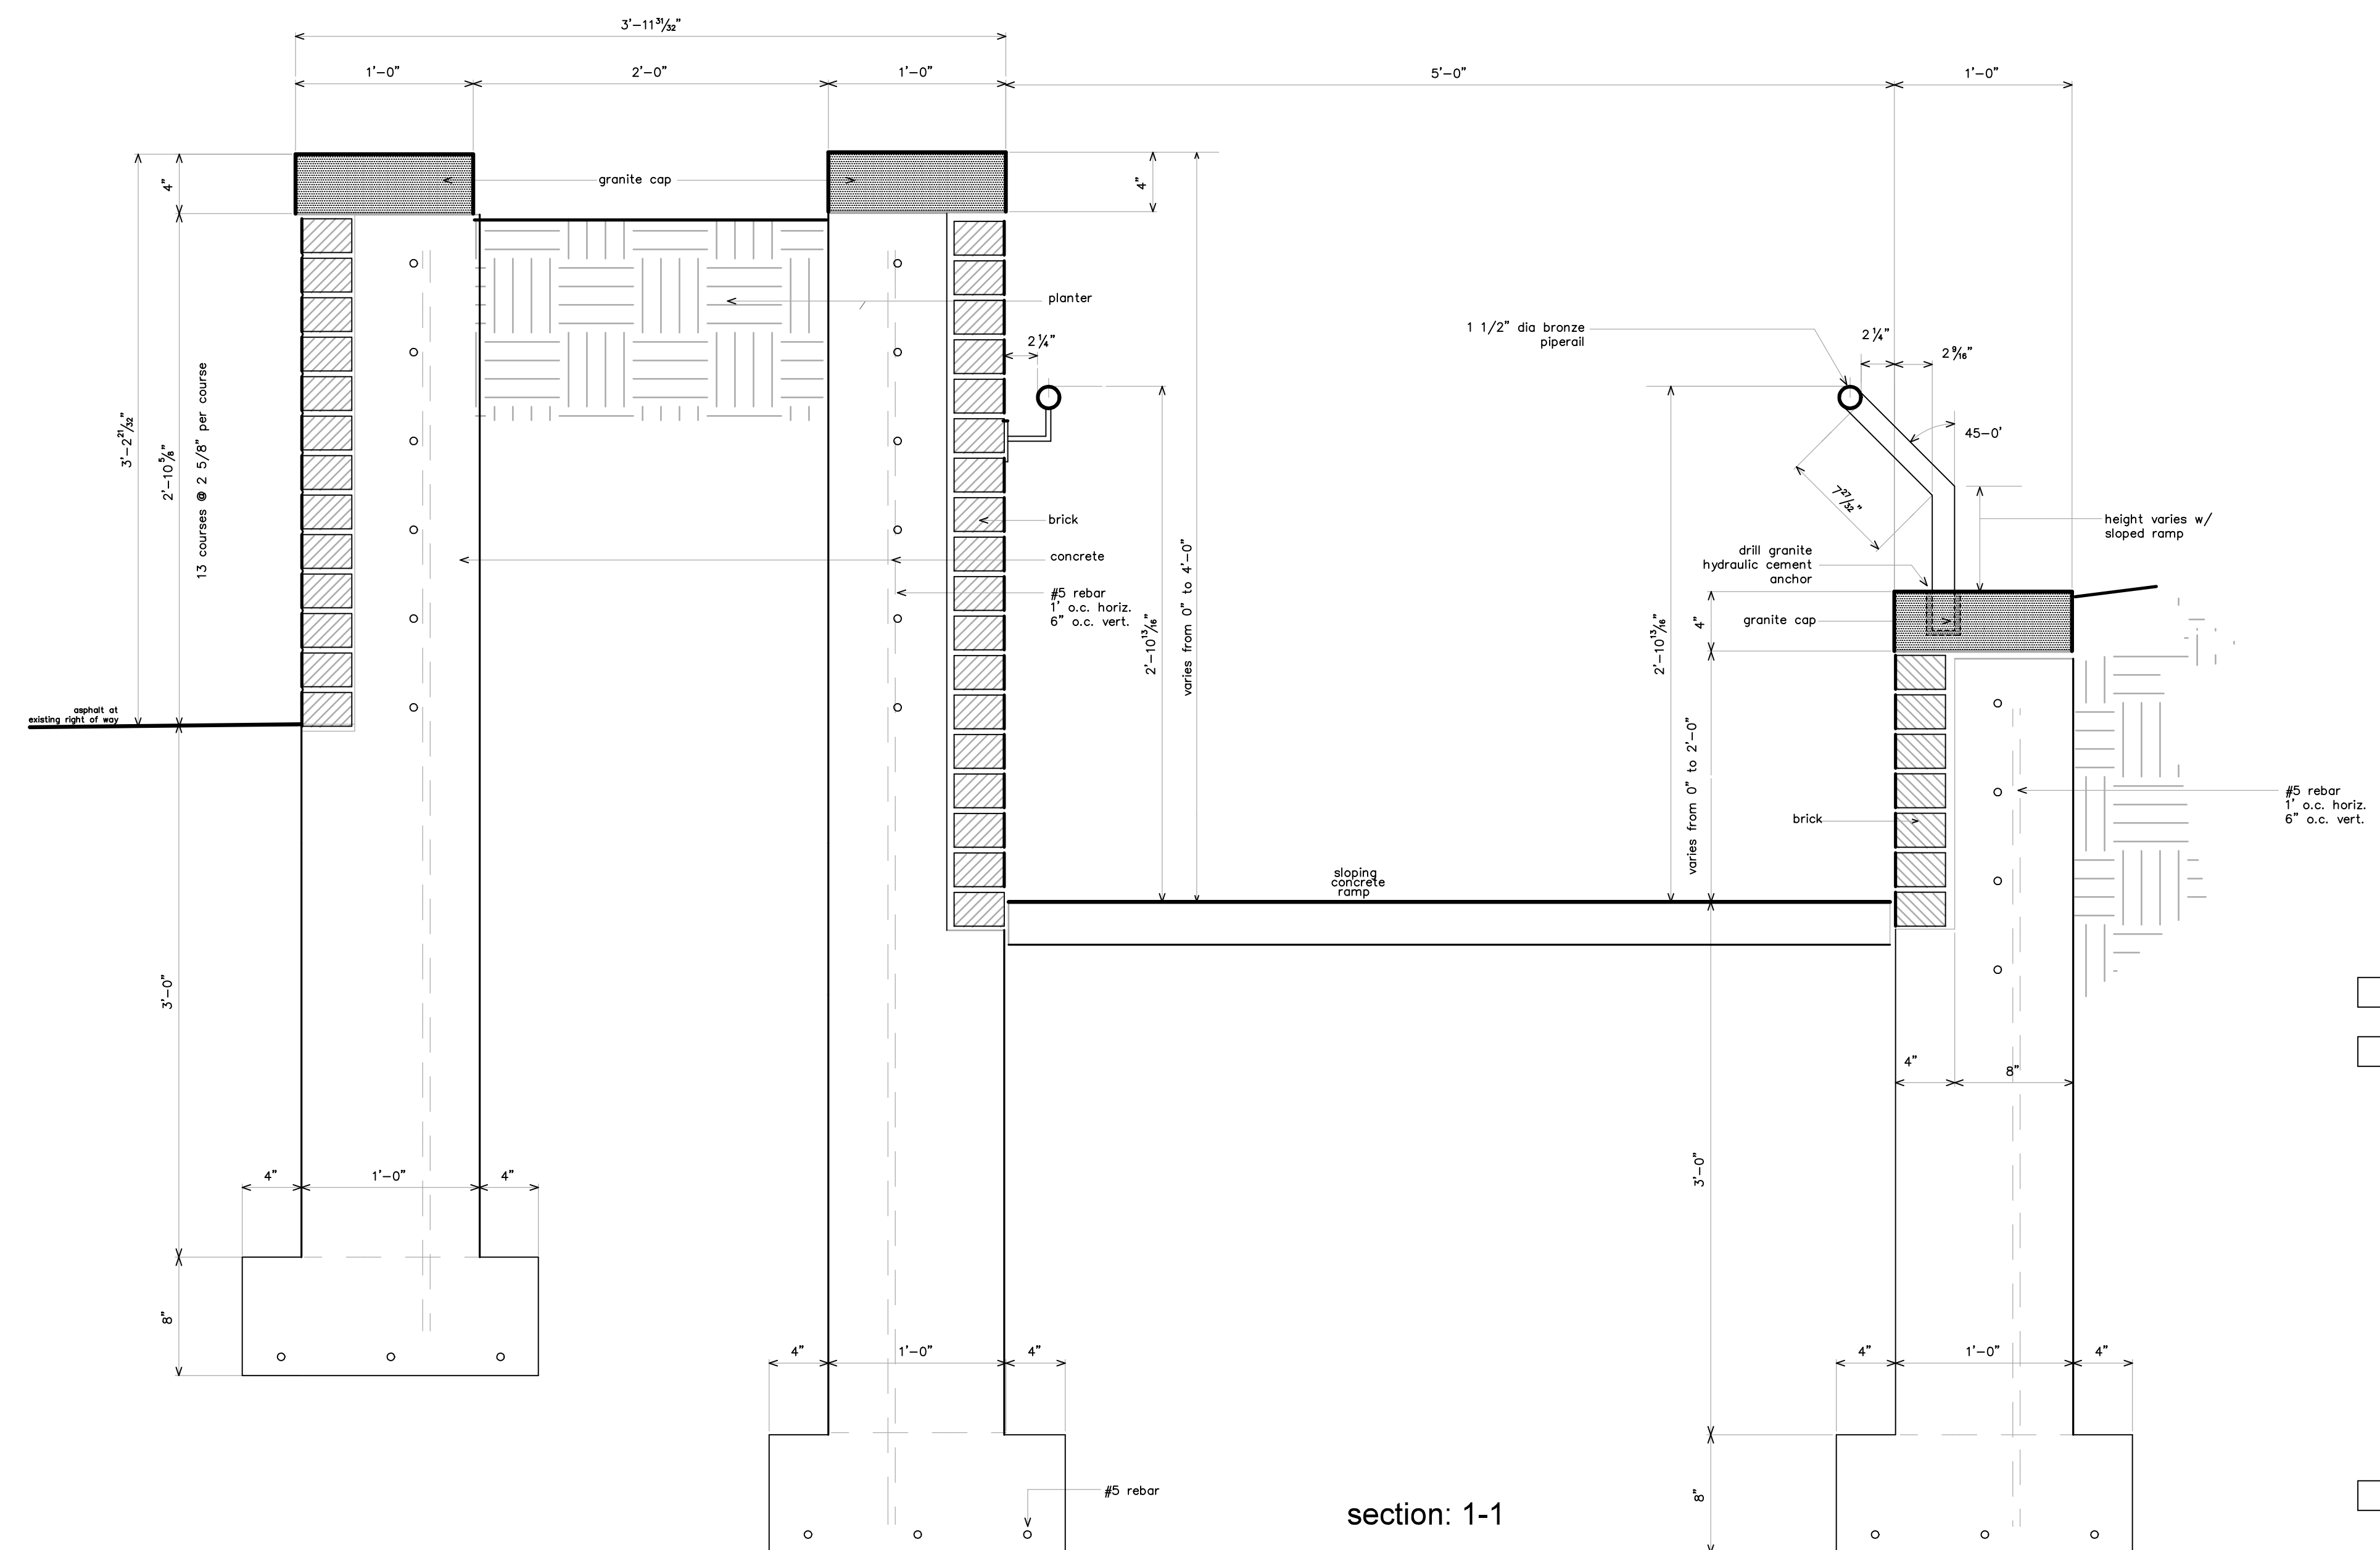 3'-11 31/32"
1'-0"
2'-0"
1'-0"
5'-0"
1'-0"
4"
granite cap
4"
3'-2 21/32"
2'-10 5/8"
13 courses @ 2 5/8" per course
planter
2 1/4"
1 1/2" dia bronze
piperail
2 1/4"
2 9/16"
45-0'
7 27/32"
height varies w/
sloped ramp
brick
concrete
#5 rebar
1' o.c. horiz.
6" o.c. vert.
2'-10 13/16"
varies from 0" to 4'-0"
drill granite
hydraulic cement
anchor
granite cap
2'-10 13/16"
4"
varies from 0" to 2'-0"
asphalt at
existing right of way
brick
#5 rebar
1' o.c. horiz.
6" o.c. vert.
sloping
concrete
ramp
3'-0"
4"
8"
4"
1'-0"
4"
3'-0"
8"
4"
1'-0"
4"
4"
1'-0"
4"
#5 rebar
8"
section: 1-1